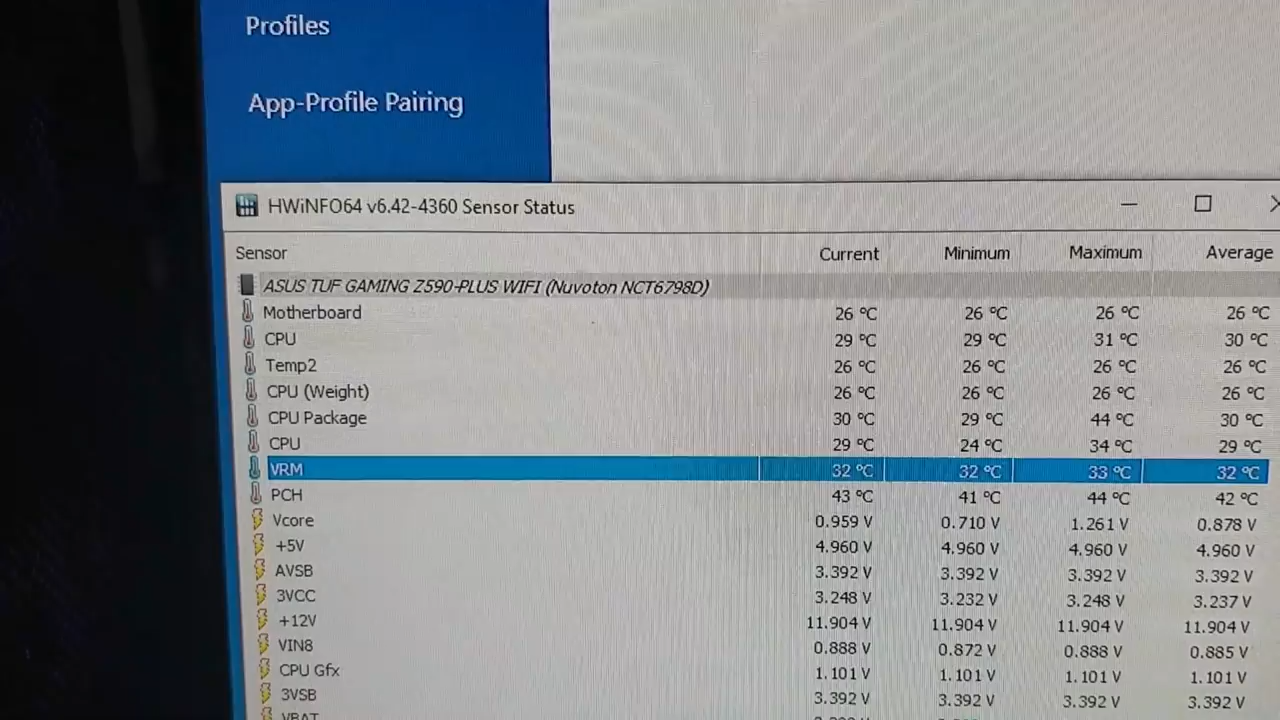 Profiles
App-Profile Pairing
HWiNFO64 v6.42-4360 Sensor Status
Sensor Current Minimum Maximum Average
ASUS TUF GAMING Z590-PLUS WIFI (Nuvoton NCT6798D)
Motherboard 26 °C 26 °C 26 °C 26 °C
CPU 29 °C 29 °C 31 °C 30 °C
Temp2 26 °C 26 °C 26 °C 26 °C
CPU (Weight) 26 °C 26 °C 26 °C 26 °C
CPU Package 30 °C 29 °C 44 °C 30 °C
CPU 29 °C 24 °C 34 °C 29 °C
VRM 32 °C 32 °C 33 °C 32 °C
PCH 43 °C 41 °C 44 °C 42 °C
Vcore 0.959 V 0.710 V 1.261 V 0.878 V
+5V 4.960 V 4.960 V 4.960 V 4.960 V
AVSB 3.392 V 3.392 V 3.392 V 3.392 V
3VCC 3.248 V 3.232 V 3.248 V 3.237 V
+12V 11.904 V 11.904 V 11.904 V 11.904 V
VIN8 0.888 V 0.872 V 0.888 V 0.885 V
CPU Gfx 1.101 V 1.101 V 1.101 V 1.101 V
3VSB 3.392 V 3.392 V 3.392 V 3.392 V
VBAT